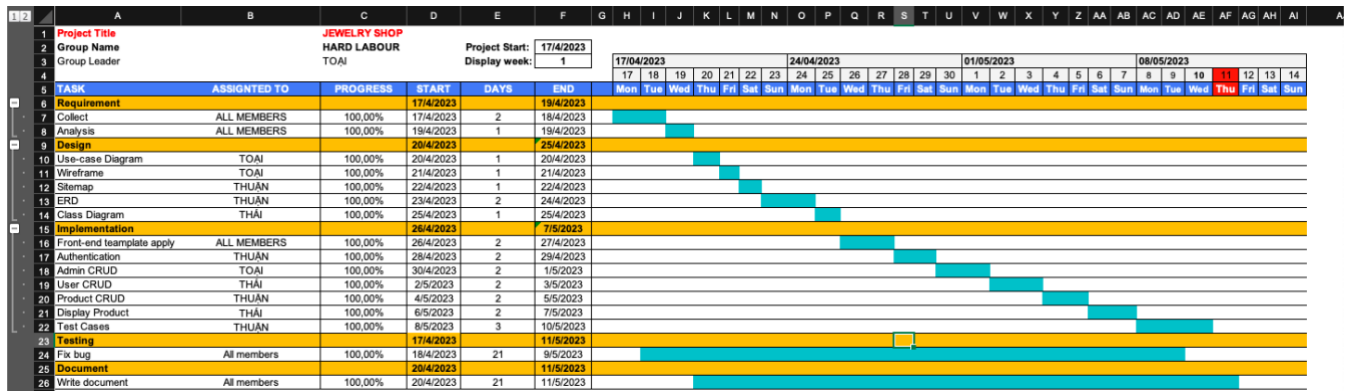 1 2 A B C D E F G H I J K L M N O P Q R S T U V W X Y Z AA AB AC AD AE AF AG AH AI A
1 Project Title JEWELRY SHOP
2 Group Name HARD LABOUR Project Start: 17/4/2023
3 Group Leader TOẠI Display week: 1 17/04/2023 24/04/2023 01/05/2023 08/05/2023
4 17 18 19 20 21 22 23 24 25 26 27 28 29 30 1 2 3 4 5 6 7 8 9 10 11 12 13 14
5 TASK ASSIGNTED TO PROGRESS START DAYS END Mon Tue Wed Thu Fri Sat Sun Mon Tue Wed Thu Fri Sat Sun Mon Tue Wed Thu Fri Sat Sun Mon Tue Wed Thu Fri Sat Sun
6 Requirement 17/4/2023 19/4/2023
7 Collect ALL MEMBERS 100,00% 17/4/2023 2 18/4/2023
8 Analysis ALL MEMBERS 100,00% 19/4/2023 1 19/4/2023
9 Design 20/4/2023 25/4/2023
10 Use-case Diagram TOẠI 100,00% 20/4/2023 1 20/4/2023
11 Wireframe TOẠI 100,00% 21/4/2023 1 21/4/2023
12 Sitemap THUẬN 100,00% 22/4/2023 1 22/4/2023
13 ERD THUẬN 100,00% 23/4/2023 2 24/4/2023
14 Class Diagram THÁI 100,00% 25/4/2023 1 25/4/2023
15 Implementation 26/4/2023 7/5/2023
16 Front-end teamplate apply ALL MEMBERS 100,00% 26/4/2023 2 27/4/2023
17 Authentication THUẬN 100,00% 28/4/2023 2 29/4/2023
18 Admin CRUD TOẠI 100,00% 30/4/2023 2 1/5/2023
19 User CRUD THÁI 100,00% 2/5/2023 2 3/5/2023
20 Product CRUD THUẬN 100,00% 4/5/2023 2 5/5/2023
21 Display Product THÁI 100,00% 6/5/2023 2 7/5/2023
22 Test Cases THUẬN 100,00% 8/5/2023 3 10/5/2023
23 Testing 17/4/2023 11/5/2023
24 Fix bug All members 100,00% 18/4/2023 21 9/5/2023
25 Document 20/4/2023 11/5/2023
26 Write document All members 100,00% 20/4/2023 21 11/5/2023